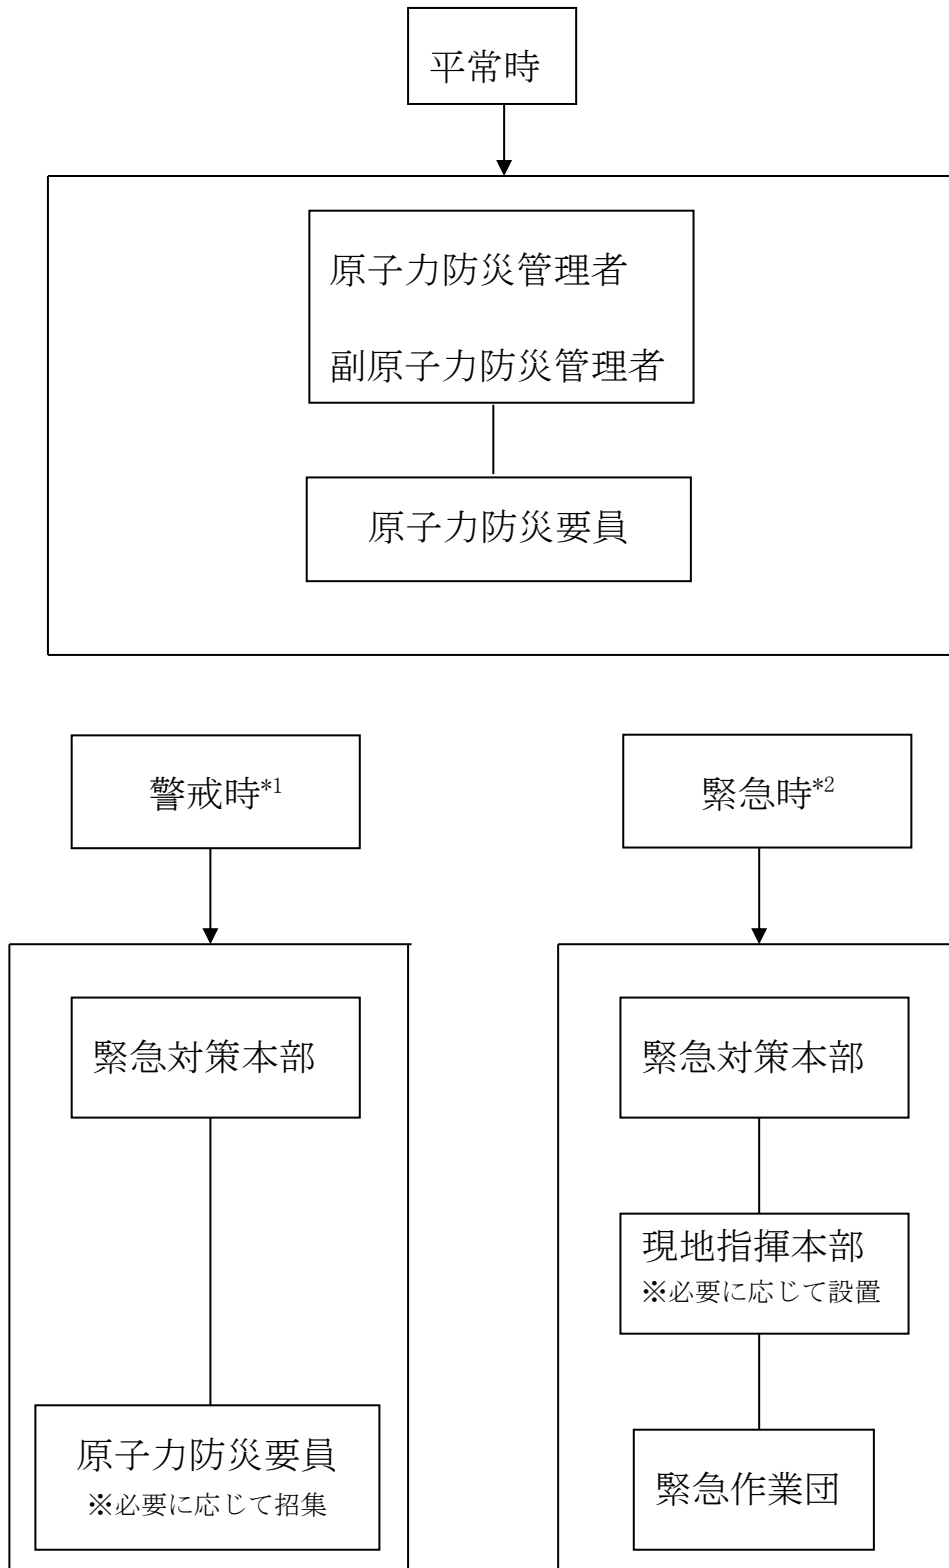 平常時
原子力防災管理者
副原子力防災管理者
原子力防災要員
警戒時*1
緊急対策本部
原子力防災要員
※必要に応じて招集
緊急時*2
緊急対策本部
現地指揮本部
※必要に応じて設置
緊急作業団